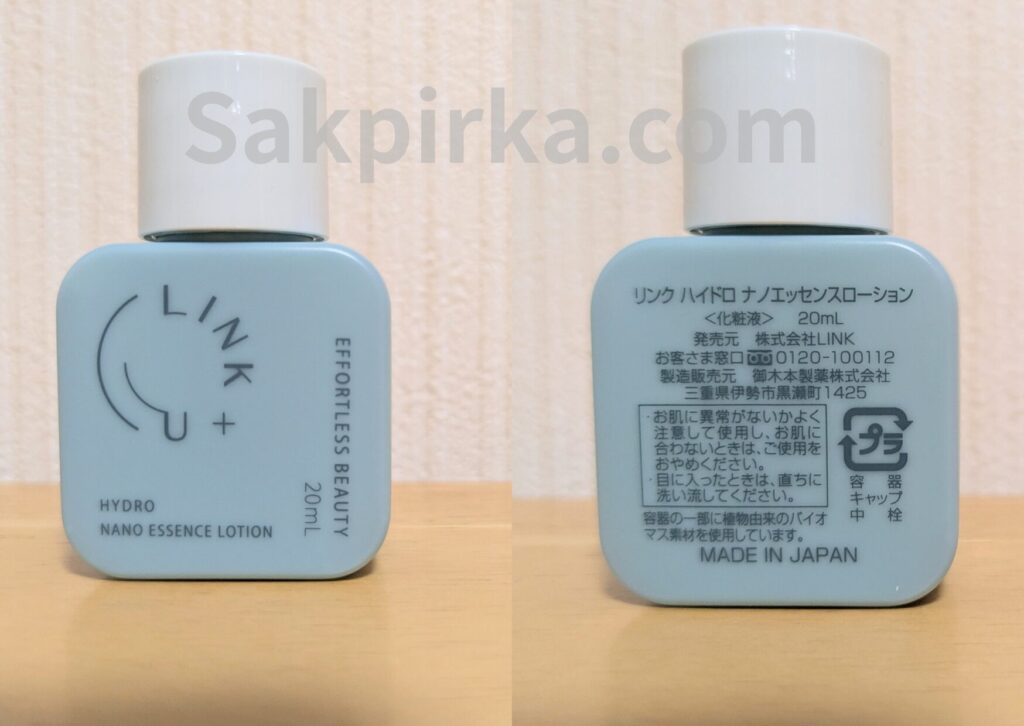 Sakpirka.com
LINK
U +
EFFORTLESS BEAUTY
20mL
HYDRO
NANO ESSENCE LOTION
リンク ハイドロ ナノエッセンスローション
<化粧液> 20mL
発売元 株式会社LINK
お客さま窓口 0120-100112
製造販売元 御木本製薬株式会社
三重県伊勢市黒瀬町1425
・お肌に異常がないかよく
注意して使用し、お肌に
合わないときは、ご使用を
おやめください。
・目に入ったときは、直ちに
洗い流してください。
プラ
容器
キャップ
中栓
容器の一部に植物由来のバイオ
マス素材を使用しています。
MADE IN JAPAN